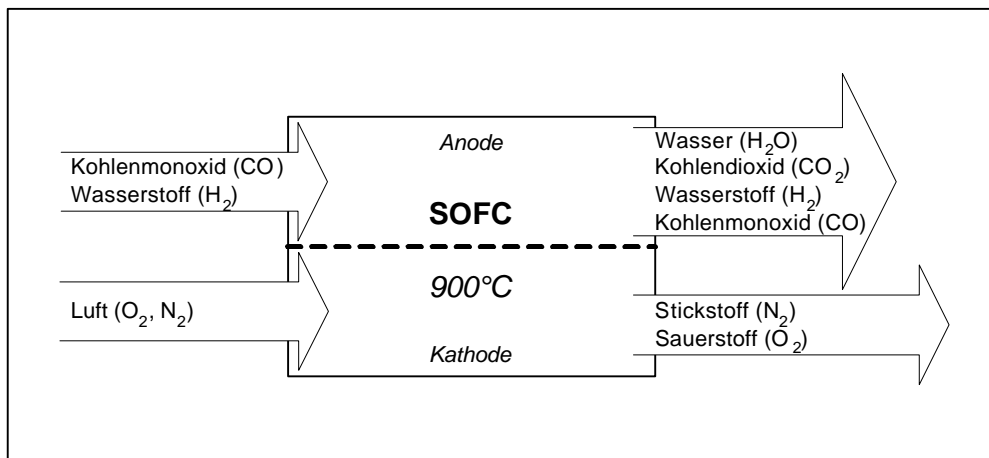 Anode
Kohlenmonoxid (CO)
Wasserstoff (H₂)
SOFC
Wasser (H₂O)
Kohlendioxid (CO₂)
Wasserstoff (H₂)
Kohlenmonoxid (CO)
900°C
Luft (O₂, N₂)
Kathode
Stickstoff (N₂)
Sauerstoff (O₂)